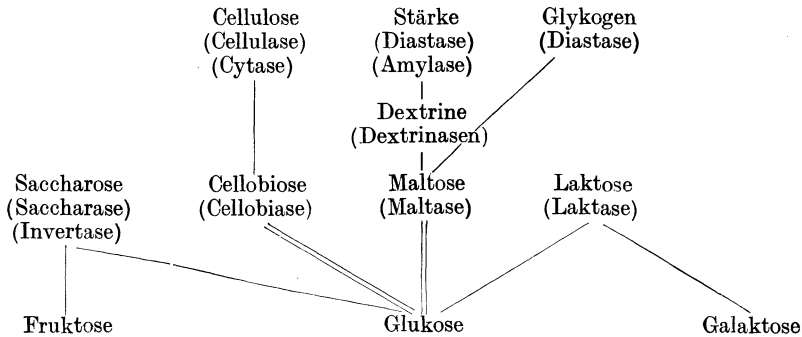 Cellulose Stärke Glykogen
(Cellulase) (Diastase) (Diastase)
(Cytase) (Amylase)
Dextrine
(Dextrinasen)
Saccharose Cellobiose Maltose Laktose
(Saccharase) (Cellobiase) (Maltase) (Laktase)
(Invertase)
Fruktose Glukose Galaktose